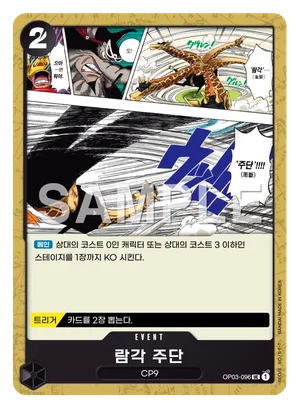 2
람각
'주단'!!!!
SAMPLE
메인 상대의 코스트 0인 캐릭터 또는 상대의 코스트 3 이하인
스테이지를 1장까지 KO 시킨다.
트리거 카드를 2장 뽑는다.
EVENT
람각 주단
CP9
OP03-096 UC 1